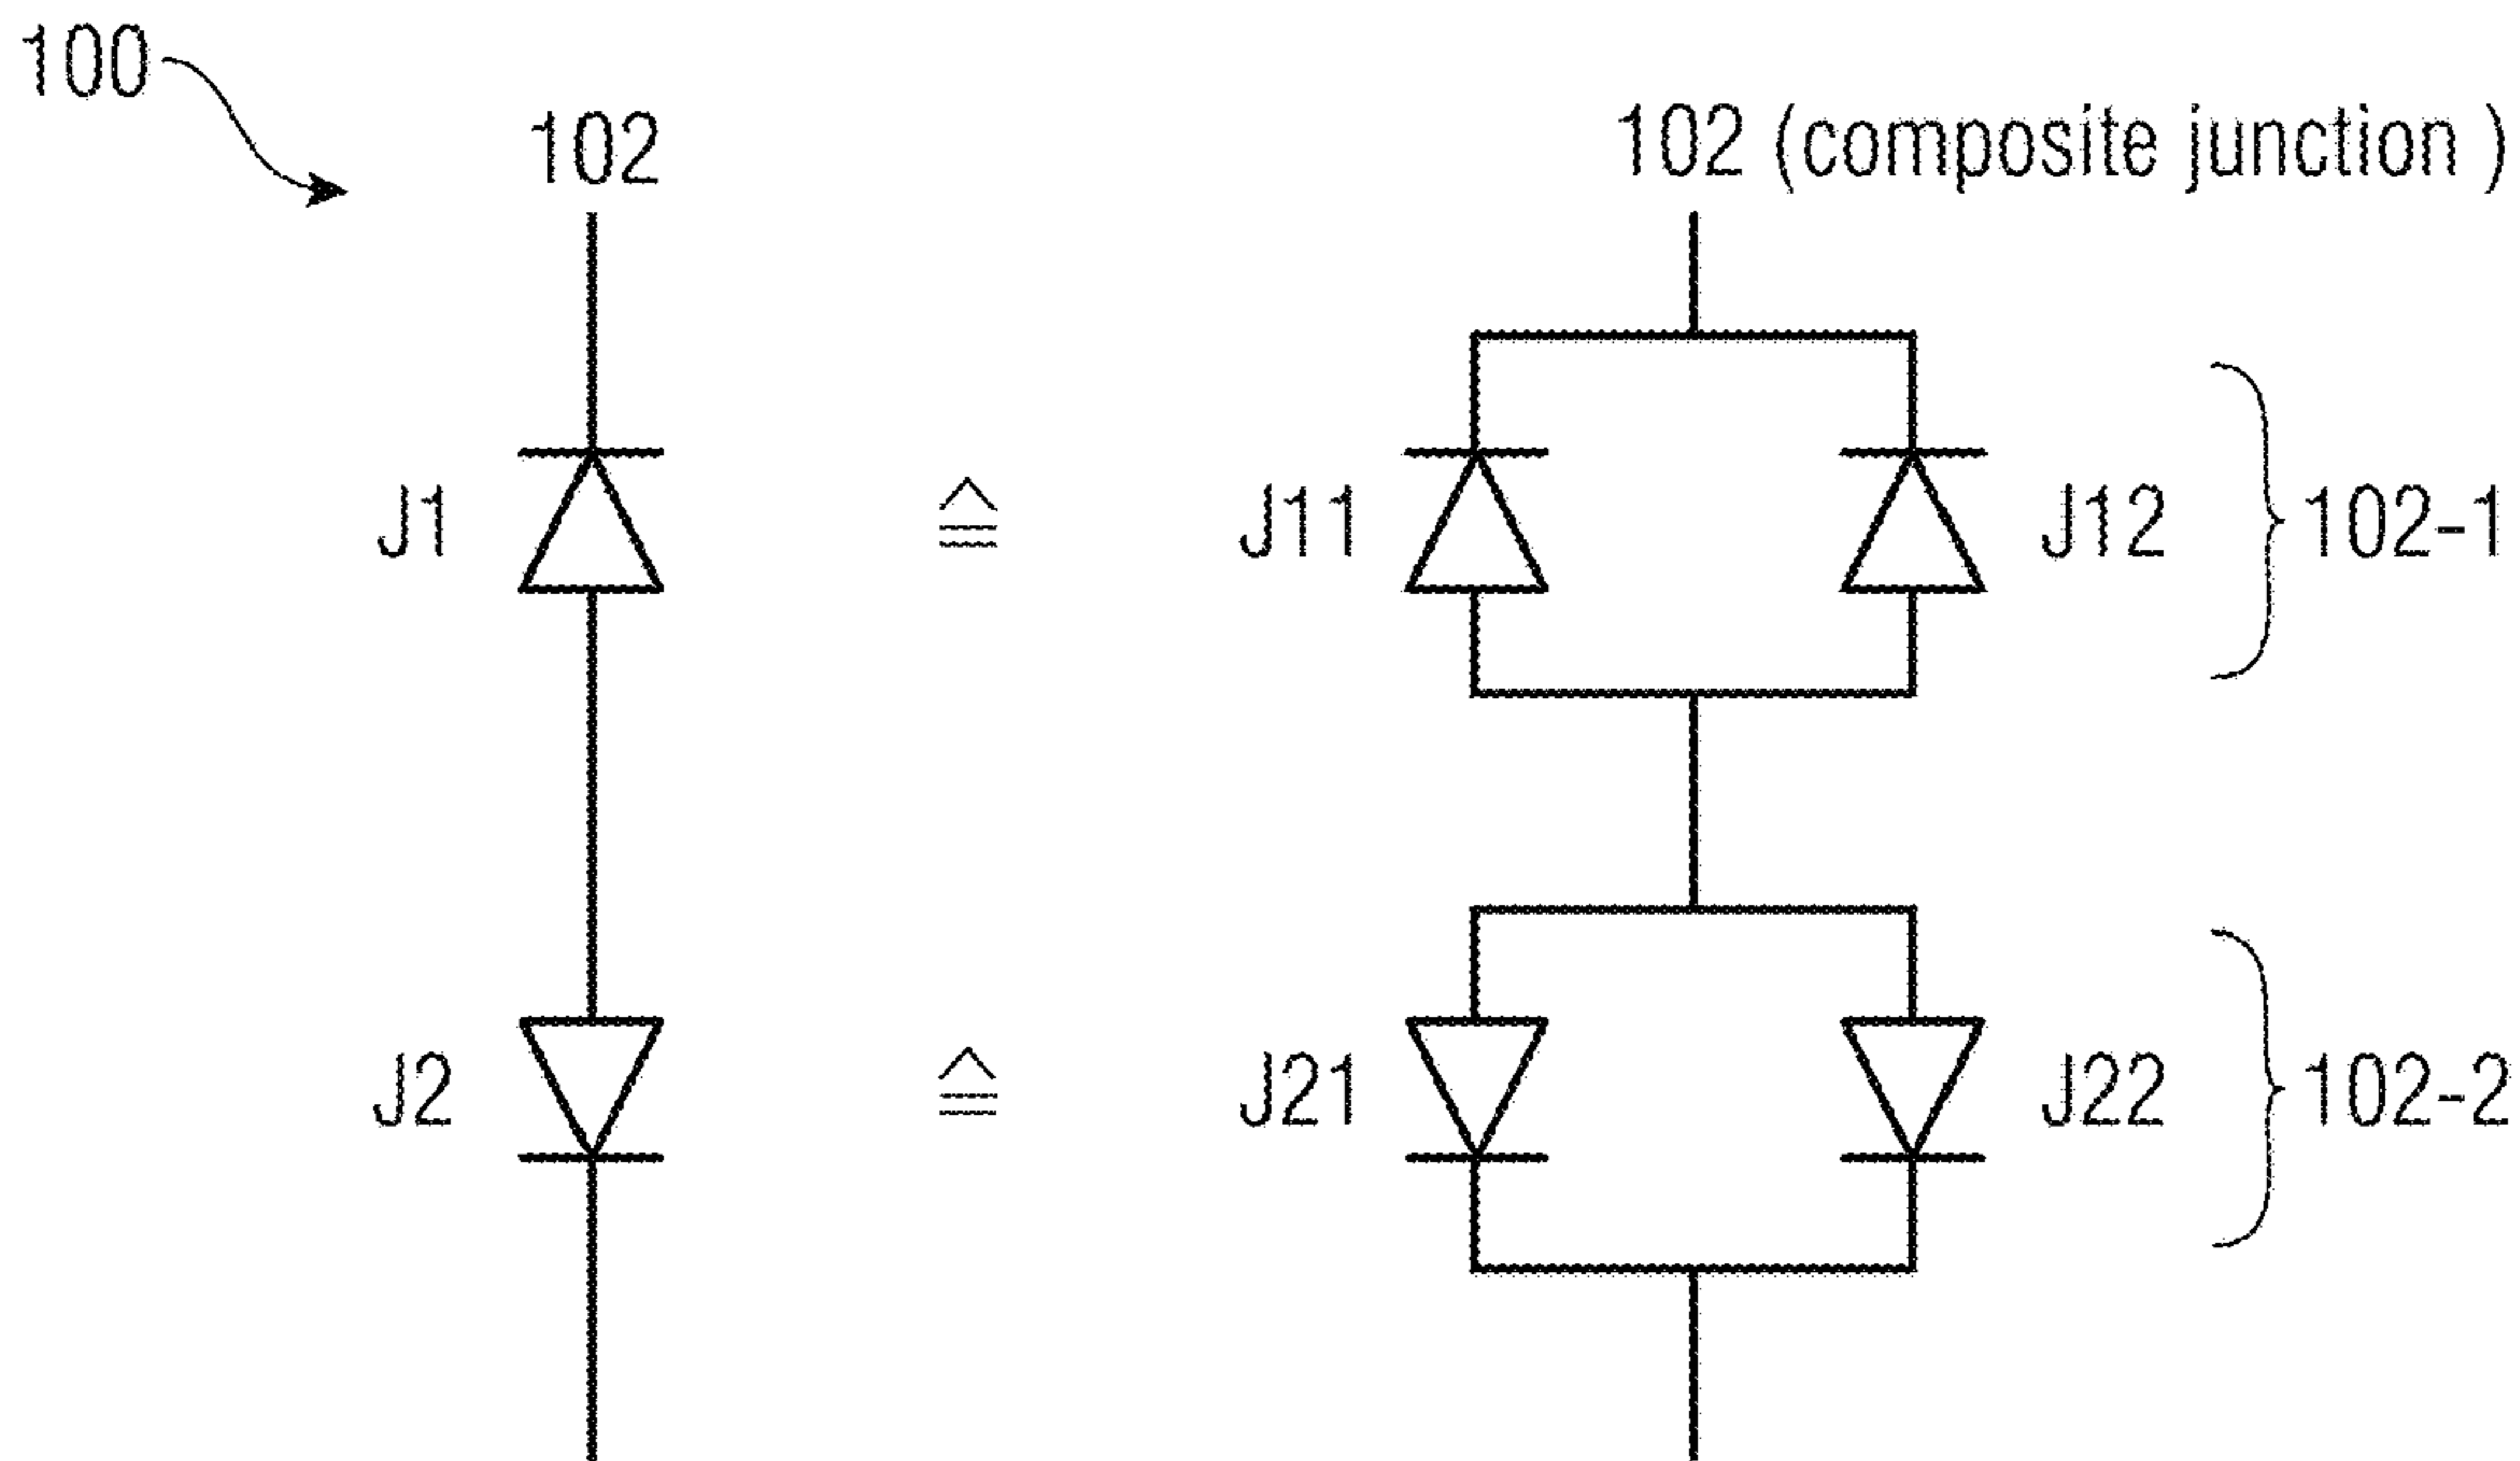 100
102
102 (composite junction )
J1
≙
J11
J12
102-1
J2
≙
J21
J22
102-2